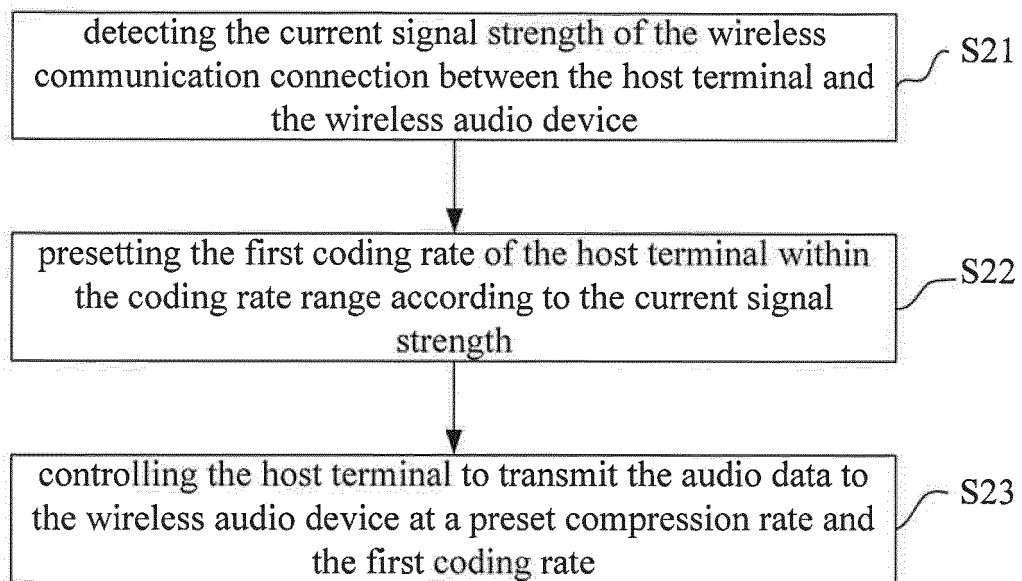 detecting the current signal strength of the wireless
communication connection between the host terminal and
the wireless audio device
S21
presetting the first coding rate of the host terminal within
the coding rate range according to the current signal
strength
S22
controlling the host terminal to transmit the audio data to
the wireless audio device at a preset compression rate and
the first coding rate
S23